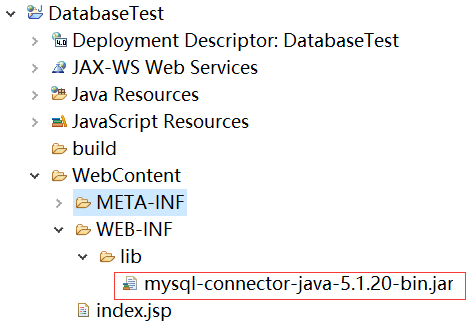 DatabaseTest
Deployment Descriptor: DatabaseTest
JAX-WS Web Services
Java Resources
JavaScript Resources
build
WebContent
META-INF
WEB-INF
lib
mysql-connector-java-5.1.20-bin.jar
index.jsp